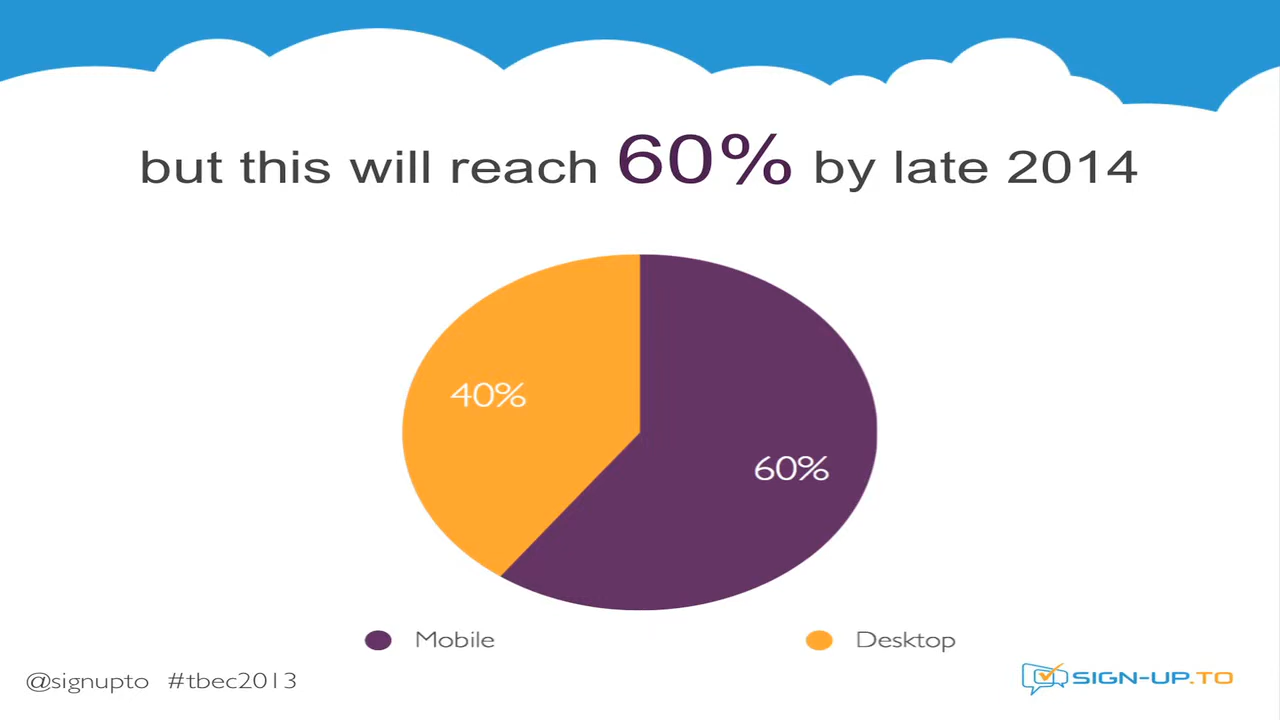 but this will reach 60% by late 2014
40%
60%
Mobile
Desktop
@signupto #tbec2013
SIGN-UP.TO